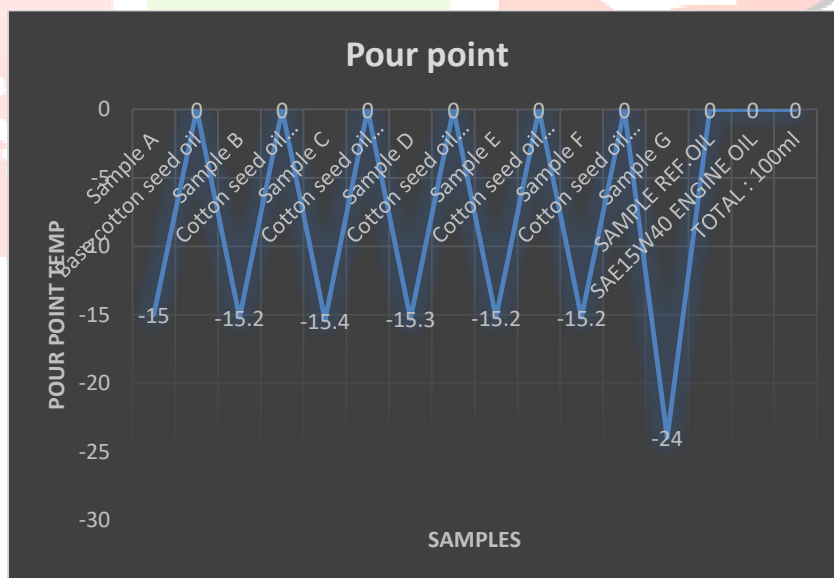 Pour point
0
-5
-10
-15
-20
-25
-30
POUR POINT TEMP
0 0 0 0 0 0 0 0 0
-15 -15.2 -15.4 -15.3 -15.2 -15.2
-24
Sample A
Base cotton seed oil
Sample B
Cotton seed oil…
Sample C
Cotton seed oil…
Sample D
Cotton seed oil…
Sample E
Cotton seed oil…
Sample F
Cotton seed oil…
Sample G
SAMPLE REF OIL
SAE15W40 ENGINE OIL
TOTAL : 100ml
SAMPLES